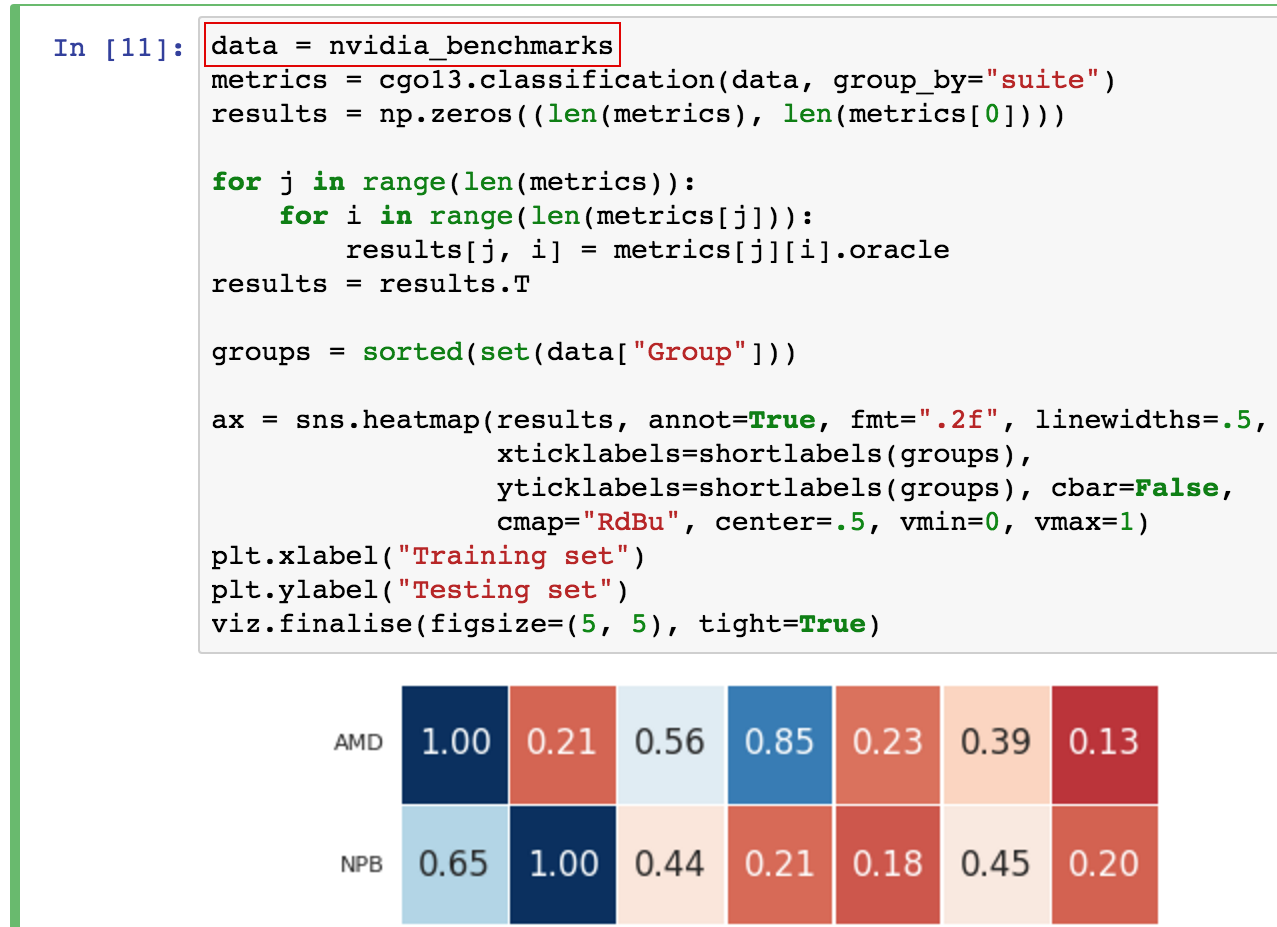 In [11]: data = nvidia_benchmarks
metrics = cgo13.classification(data, group_by="suite")
results = np.zeros((len(metrics), len(metrics[0])))
for j in range(len(metrics)):
    for i in range(len(metrics[j])):
        results[j, i] = metrics[j][i].oracle
results = results.T
groups = sorted(set(data["Group"]))
ax = sns.heatmap(results, annot=True, fmt=".2f", linewidths=.5,
                 xticklabels=shortlabels(groups),
                 yticklabels=shortlabels(groups), cbar=False,
                 cmap="RdBu", center=.5, vmin=0, vmax=1)
plt.xlabel("Training set")
plt.ylabel("Testing set")
viz.finalise(figsize=(5, 5), tight=True)
AMD 1.00 0.21 0.56 0.85 0.23 0.39 0.13
NPB 0.65 1.00 0.44 0.21 0.18 0.45 0.20